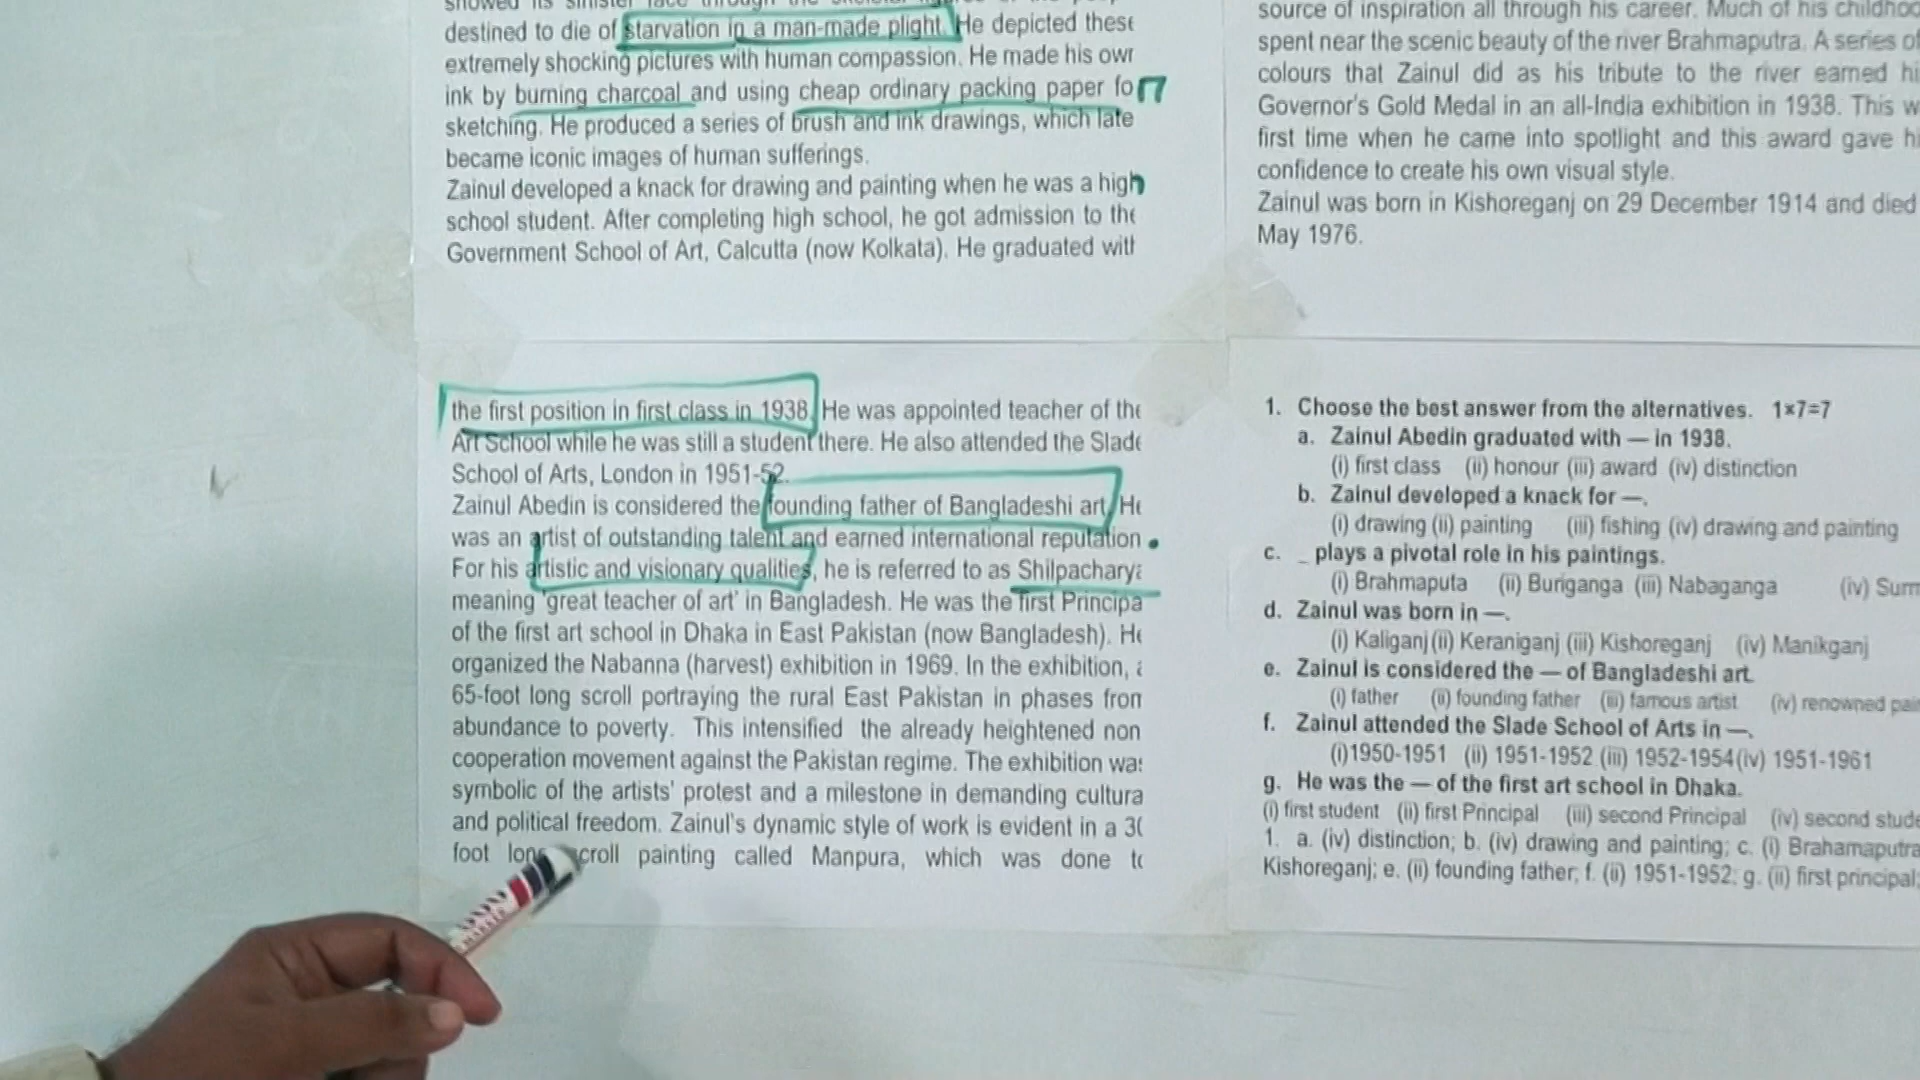 destined to die of starvation in a man-made plight. He depicted these
extremely shocking pictures with human compassion. He made his own
ink by burning charcoal and using cheap ordinary packing paper for
sketching. He produced a series of brush and ink drawings, which late
became iconic images of human sufferings.
Zainul developed a knack for drawing and painting when he was a high
school student. After completing high school, he got admission to the
Government School of Art, Calcutta (now Kolkata). He graduated with
the first position in first class in 1938. He was appointed teacher of the
Art School while he was still a student there. He also attended the Slade
School of Arts, London in 1951-52.
Zainul Abedin is considered the founding father of Bangladeshi art. He
was an artist of outstanding talent and earned international reputation.
For his artistic and visionary qualities, he is referred to as Shilpacharya
meaning 'great teacher of art' in Bangladesh. He was the first Principa
of the first art school in Dhaka in East Pakistan (now Bangladesh). He
organized the Nabanna (harvest) exhibition in 1969. In the exhibition, a
65-foot long scroll portraying the rural East Pakistan in phases from
abundance to poverty. This intensified the already heightened non
cooperation movement against the Pakistan regime. The exhibition was
symbolic of the artists' protest and a milestone in demanding cultura
and political freedom. Zainul's dynamic style of work is evident in a 30
foot long scroll painting called Manpura, which was done to
source of inspiration all through his career. Much of his childhoo
spent near the scenic beauty of the river Brahmaputra. A series of
colours that Zainul did as his tribute to the river earned hi
Governor's Gold Medal in an all-India exhibition in 1938. This w
first time when he came into spotlight and this award gave hi
confidence to create his own visual style.
Zainul was born in Kishoreganj on 29 December 1914 and died
May 1976.
1. Choose the best answer from the alternatives. 1×7=7
a. Zainul Abedin graduated with — in 1938.
(i) first class (ii) honour (iii) award (iv) distinction
b. Zainul developed a knack for —.
(i) drawing (ii) painting (iii) fishing (iv) drawing and painting
c. _ plays a pivotal role in his paintings.
(i) Brahmaputa (ii) Buriganga (iii) Nabaganga (iv) Surm
d. Zainul was born in —.
(i) Kaliganj (ii) Keraniganj (iii) Kishoreganj (iv) Manikganj
e. Zainul is considered the — of Bangladeshi art.
(i) father (ii) founding father (iii) famous artist (iv) renowned pai
f. Zainul attended the Slade School of Arts in —.
(i) 1950-1951 (ii) 1951-1952 (iii) 1952-1954 (iv) 1951-1961
g. He was the — of the first art school in Dhaka.
(i) first student (ii) first Principal (iii) second Principal (iv) second stude
1. a. (iv) distinction; b. (iv) drawing and painting; c. (i) Brahamaputra
Kishoreganj; e. (ii) founding father; f. (ii) 1951-1952; g. (ii) first principal;